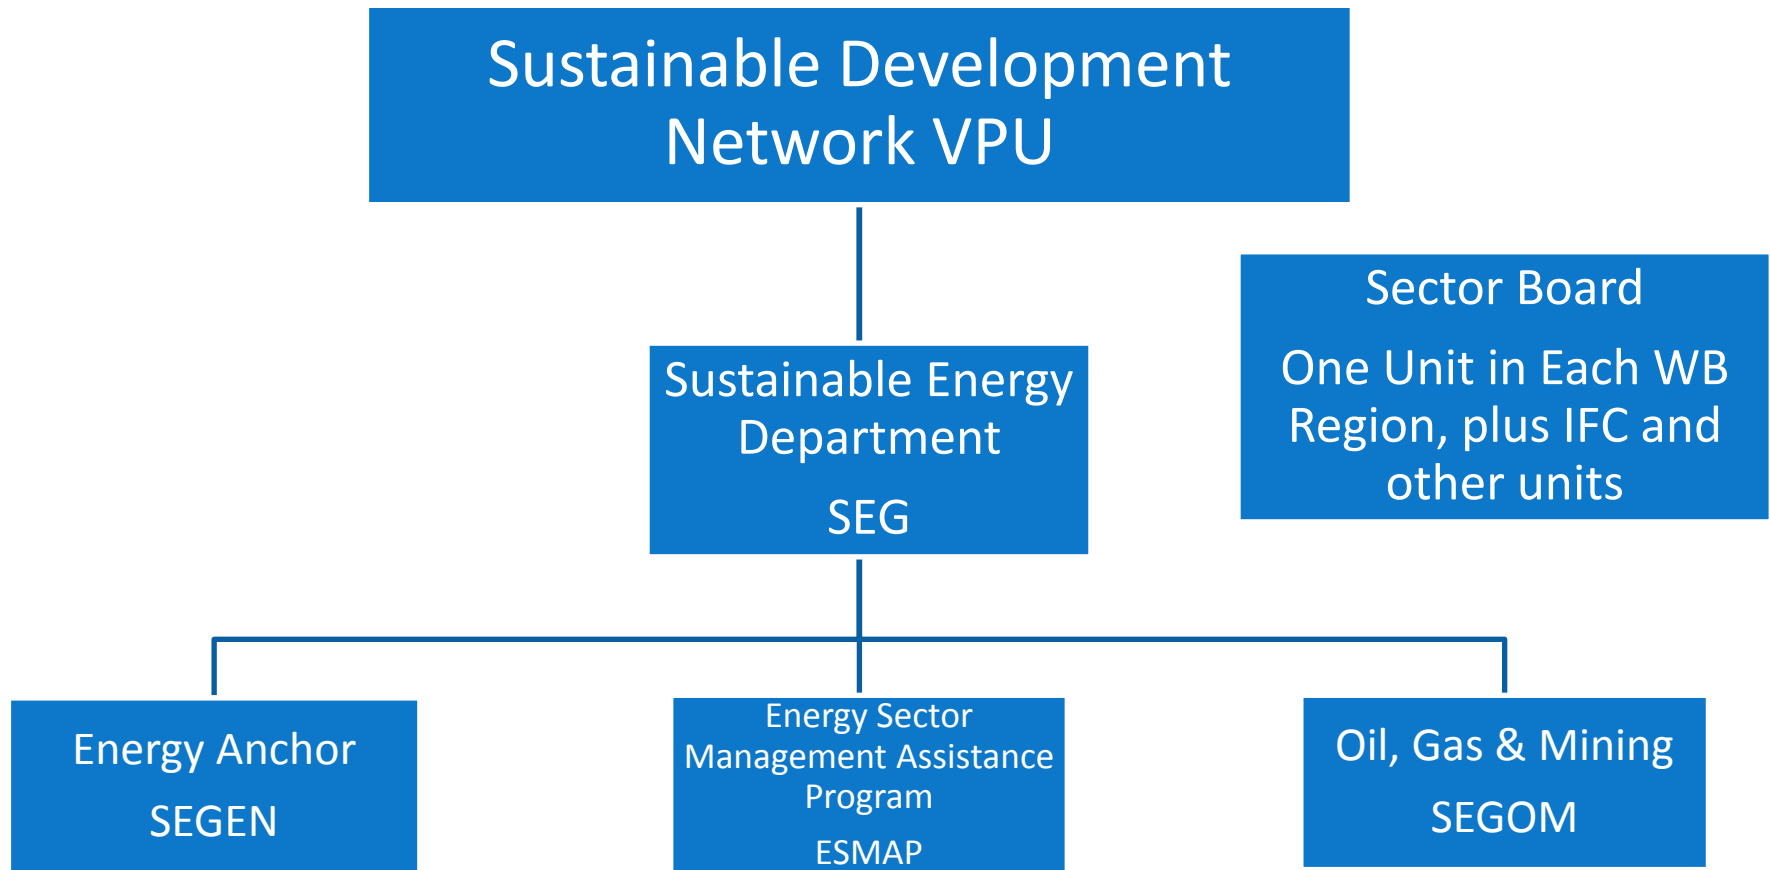 Sustainable Development
Network VPU
Sector Board
One Unit in Each WB
Region, plus IFC and
other units
Sustainable Energy
Department
SEG
Energy Anchor
SEGEN
Energy Sector
Management Assistance
Program
ESMAP
Oil, Gas & Mining
SEGOM